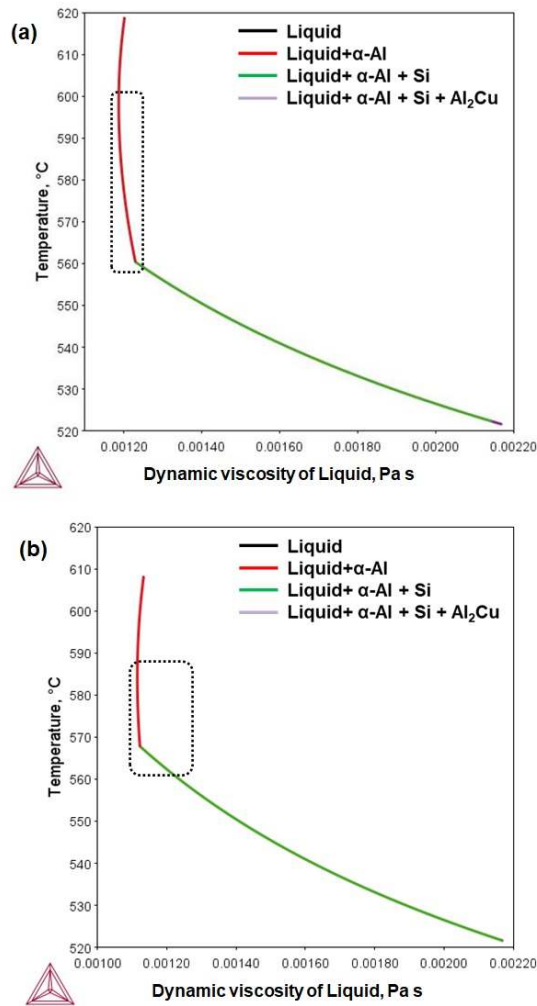 (a)
620
610
600
590
580
570
560
550
540
530
520
Temperature, °C
Liquid
Liquid+α-Al
Liquid+ α-Al + Si
Liquid+ α-Al + Si + Al₂Cu
0.00120 0.00140 0.00160 0.00180 0.00200 0.00220
Dynamic viscosity of Liquid, Pa s
(b)
620
610
600
590
580
570
560
550
540
530
520
Temperature, °C
Liquid
Liquid+α-Al
Liquid+ α-Al + Si
Liquid+ α-Al + Si + Al₂Cu
0.00100 0.00120 0.00140 0.00160 0.00180 0.00200 0.00220
Dynamic viscosity of Liquid, Pa s